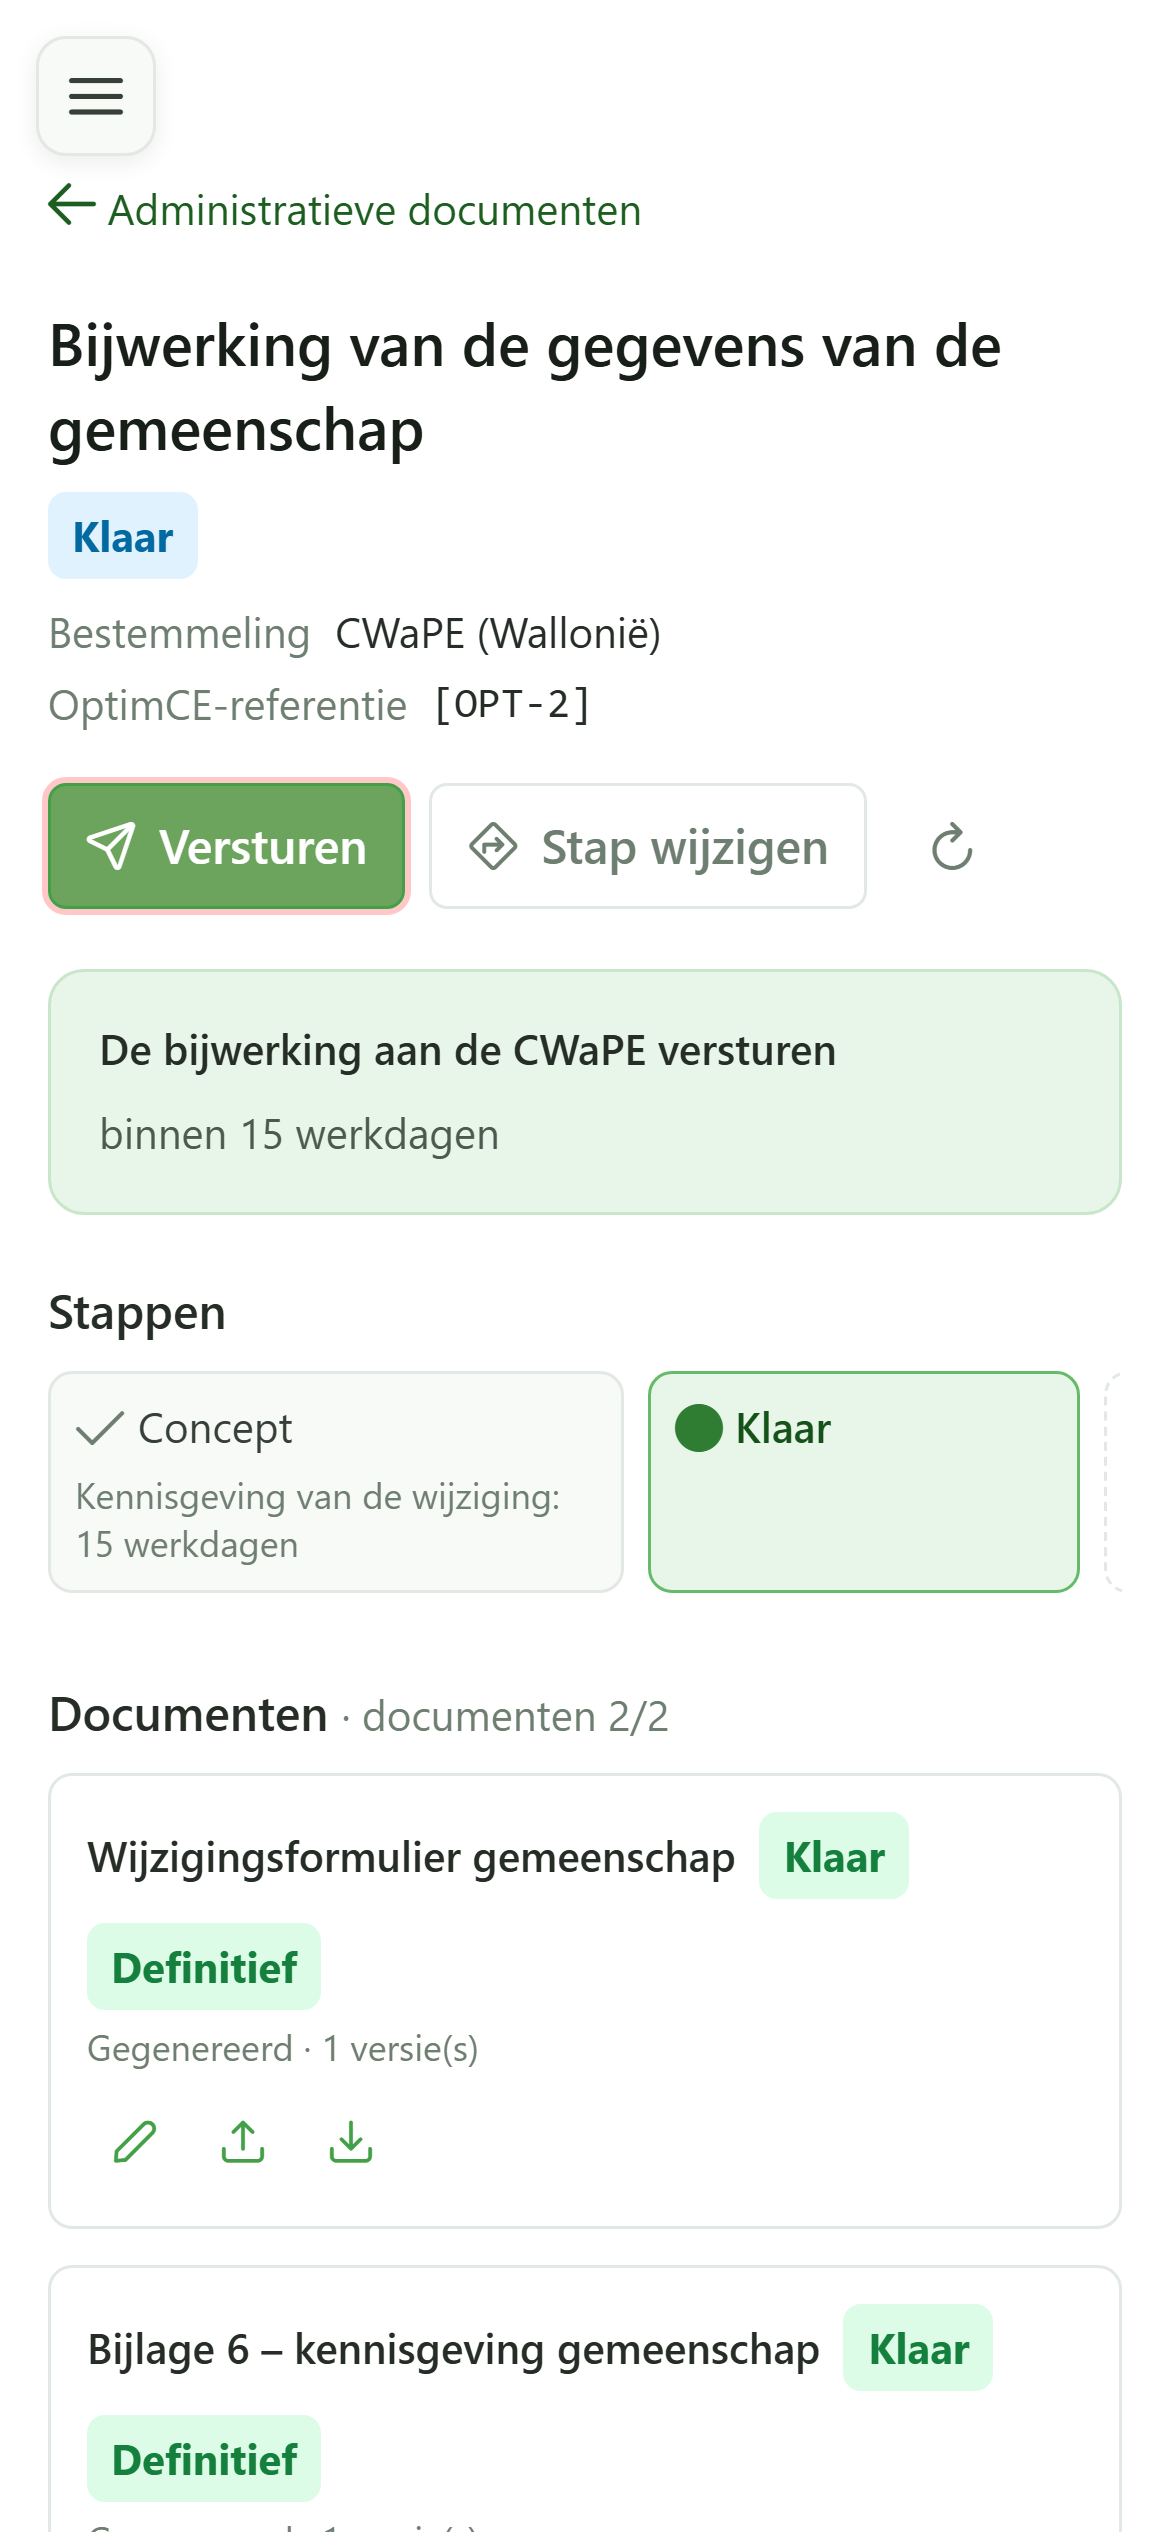 Administratieve documenten
Bijwerking van de gegevens van de
gemeenschap
Klaar
Bestemmeling CWaPE (Wallonië)
OptimCE-referentie [OPT-2]
Versturen Stap wijzigen
De bijwerking aan de CWaPE versturen
binnen 15 werkdagen
Stappen
Concept
Kennisgeving van de wijziging:
15 werkdagen
Klaar
Documenten · documenten 2/2
Wijzigingsformulier gemeenschap Klaar
Definitief
Gegenereerd · 1 versie(s)
Bijlage 6 – kennisgeving gemeenschap Klaar
Definitief